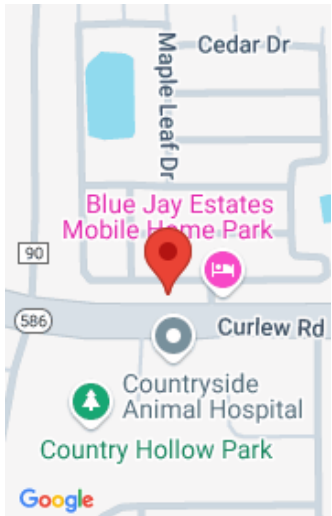 Cedar Dr
Maple Leaf Dr
Blue Jay Estates
Mobile Home Park
90
586
Curlew Rd
Countryside
Animal Hospital
Country Hollow Park
Google